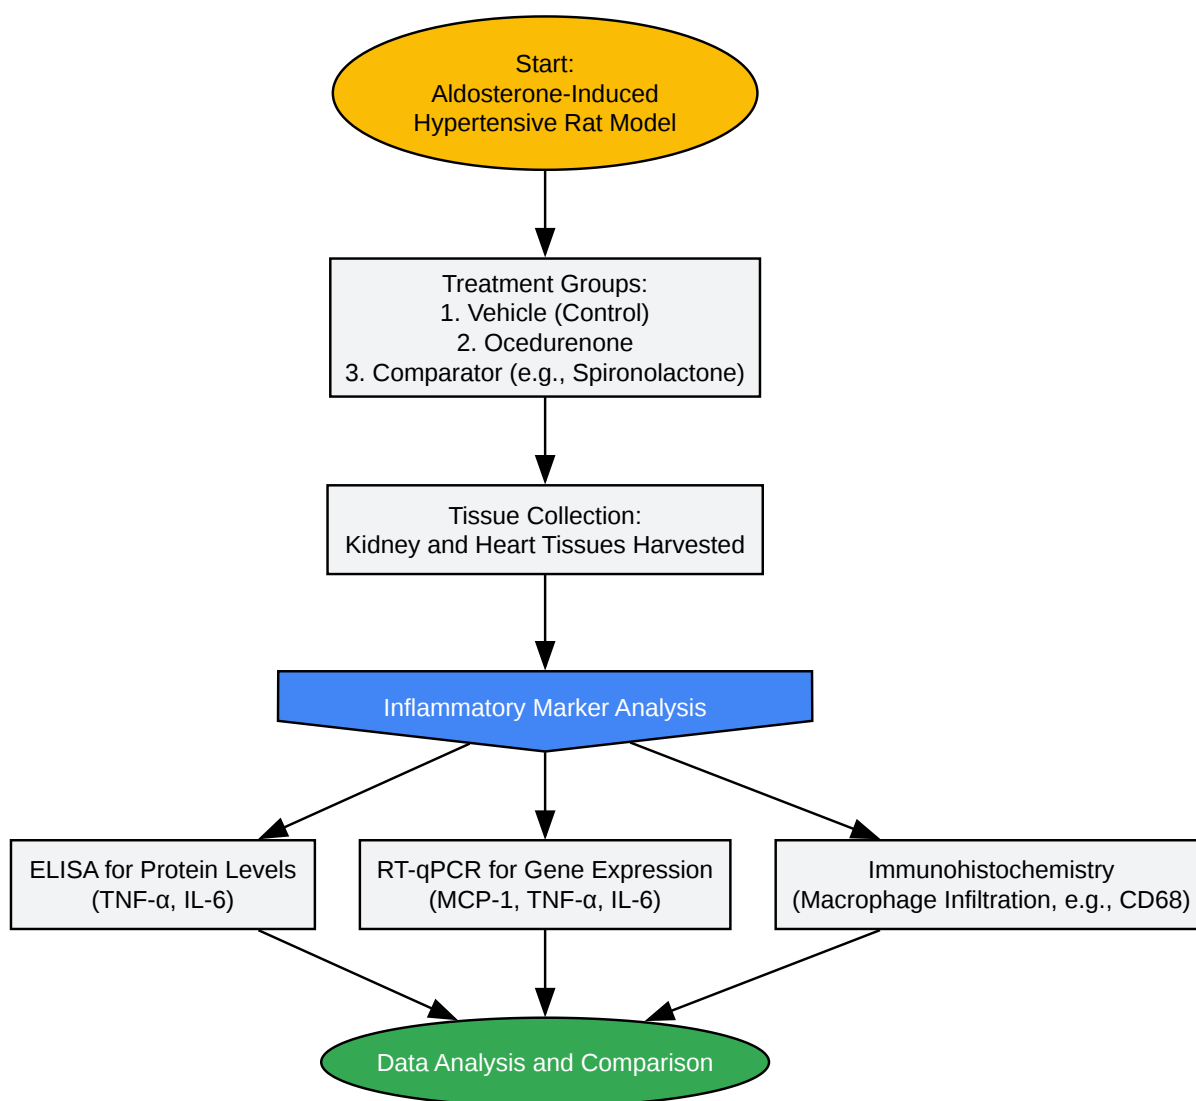 Start:
Aldosterone-Induced
Hypertensive Rat Model
Treatment Groups:
1. Vehicle (Control)
2. Ocedurenone
3. Comparator (e.g., Spironolactone)
Tissue Collection:
Kidney and Heart Tissues Harvested
Inflammatory Marker Analysis
ELISA for Protein Levels
(TNF-α, IL-6)
RT-qPCR for Gene Expression
(MCP-1, TNF-α, IL-6)
Immunohistochemistry
(Macrophage Infiltration, e.g., CD68)
Data Analysis and Comparison